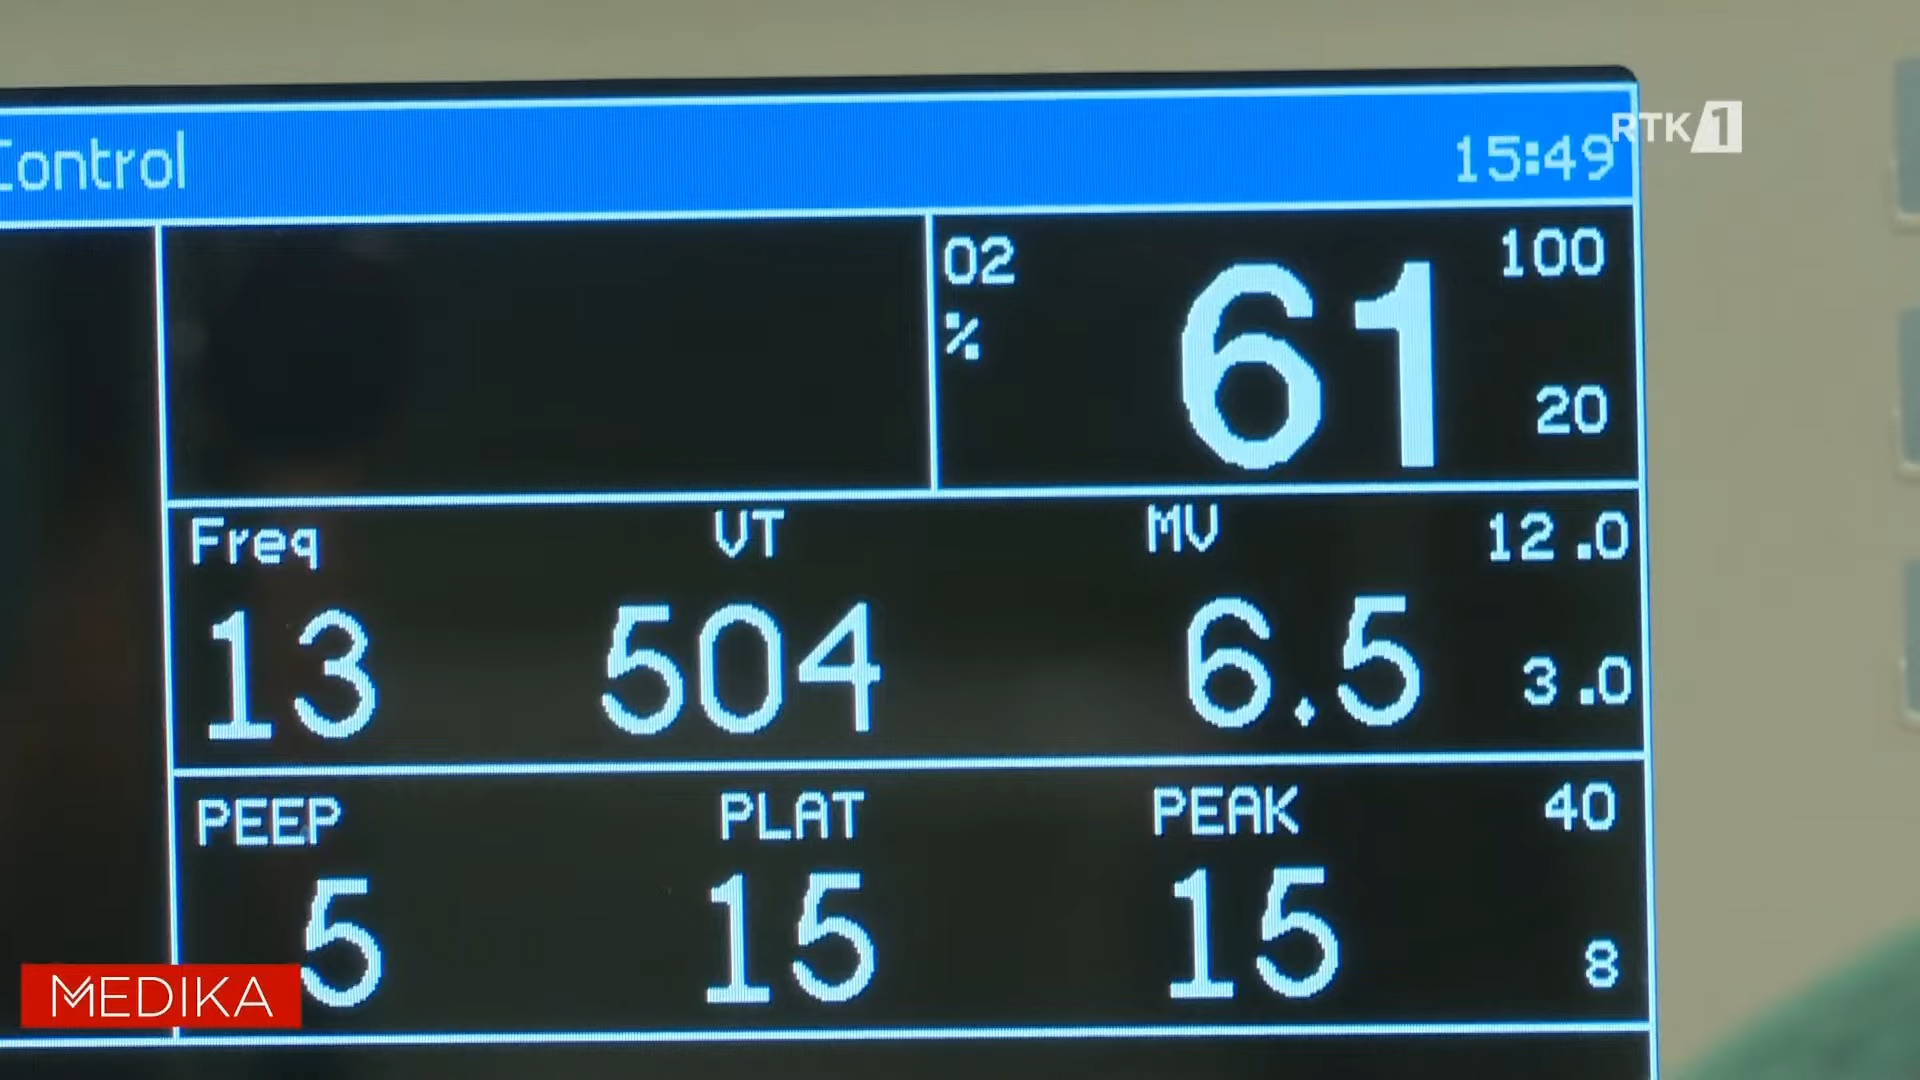 Control
15:49
RTK 1
O2
%
61
100
20
Freq
13
VT
504
MV
6.5
12.0
3.0
PEEP
5
PLAT
15
PEAK
15
40
8
MEDIKA